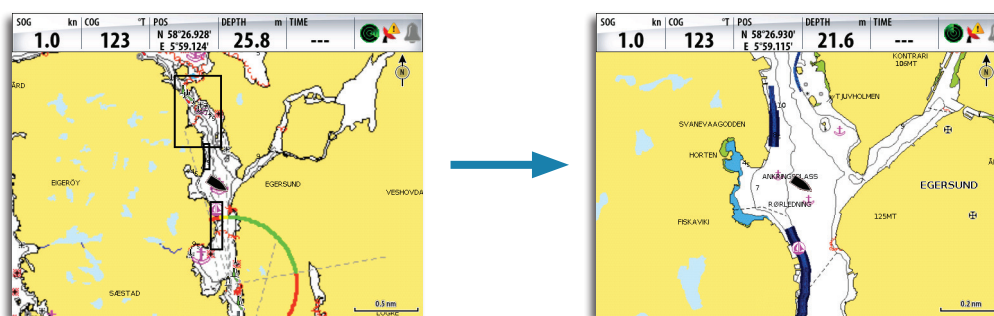 SOG kn COG °T POS DEPTH m TIME
1.0 123 N 58°26.928' E 5°59.124' 25.8 ---
N
EIGERÖY
EGERSUND
VESHOVDA
SÆSTAD
0.5 nm
SOG kn COG °T POS DEPTH m TIME
1.0 123 N 58°26.930' E 5°59.115' 21.6 ---
KONTRARI
106MT
N
TJUVHOLMEN
10
SVANEVAAGODDEN
HORTEN
ANKRINGSPLASS
7
RØRLEDNING
EGERSUND
FISKAVIKI
125MT
0.2 nm